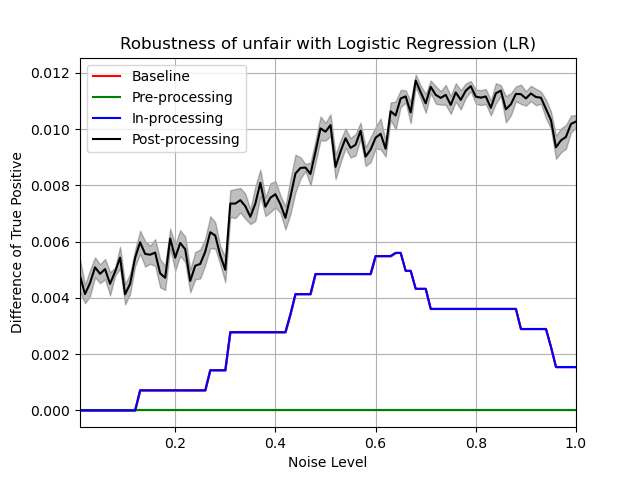 Robustness of unfair with Logistic Regression (LR)
Baseline
Pre-processing
In-processing
Post-processing
Difference of True Positive
0.012
0.010
0.008
0.006
0.004
0.002
0.000
0.2
0.4
0.6
0.8
1.0
Noise Level